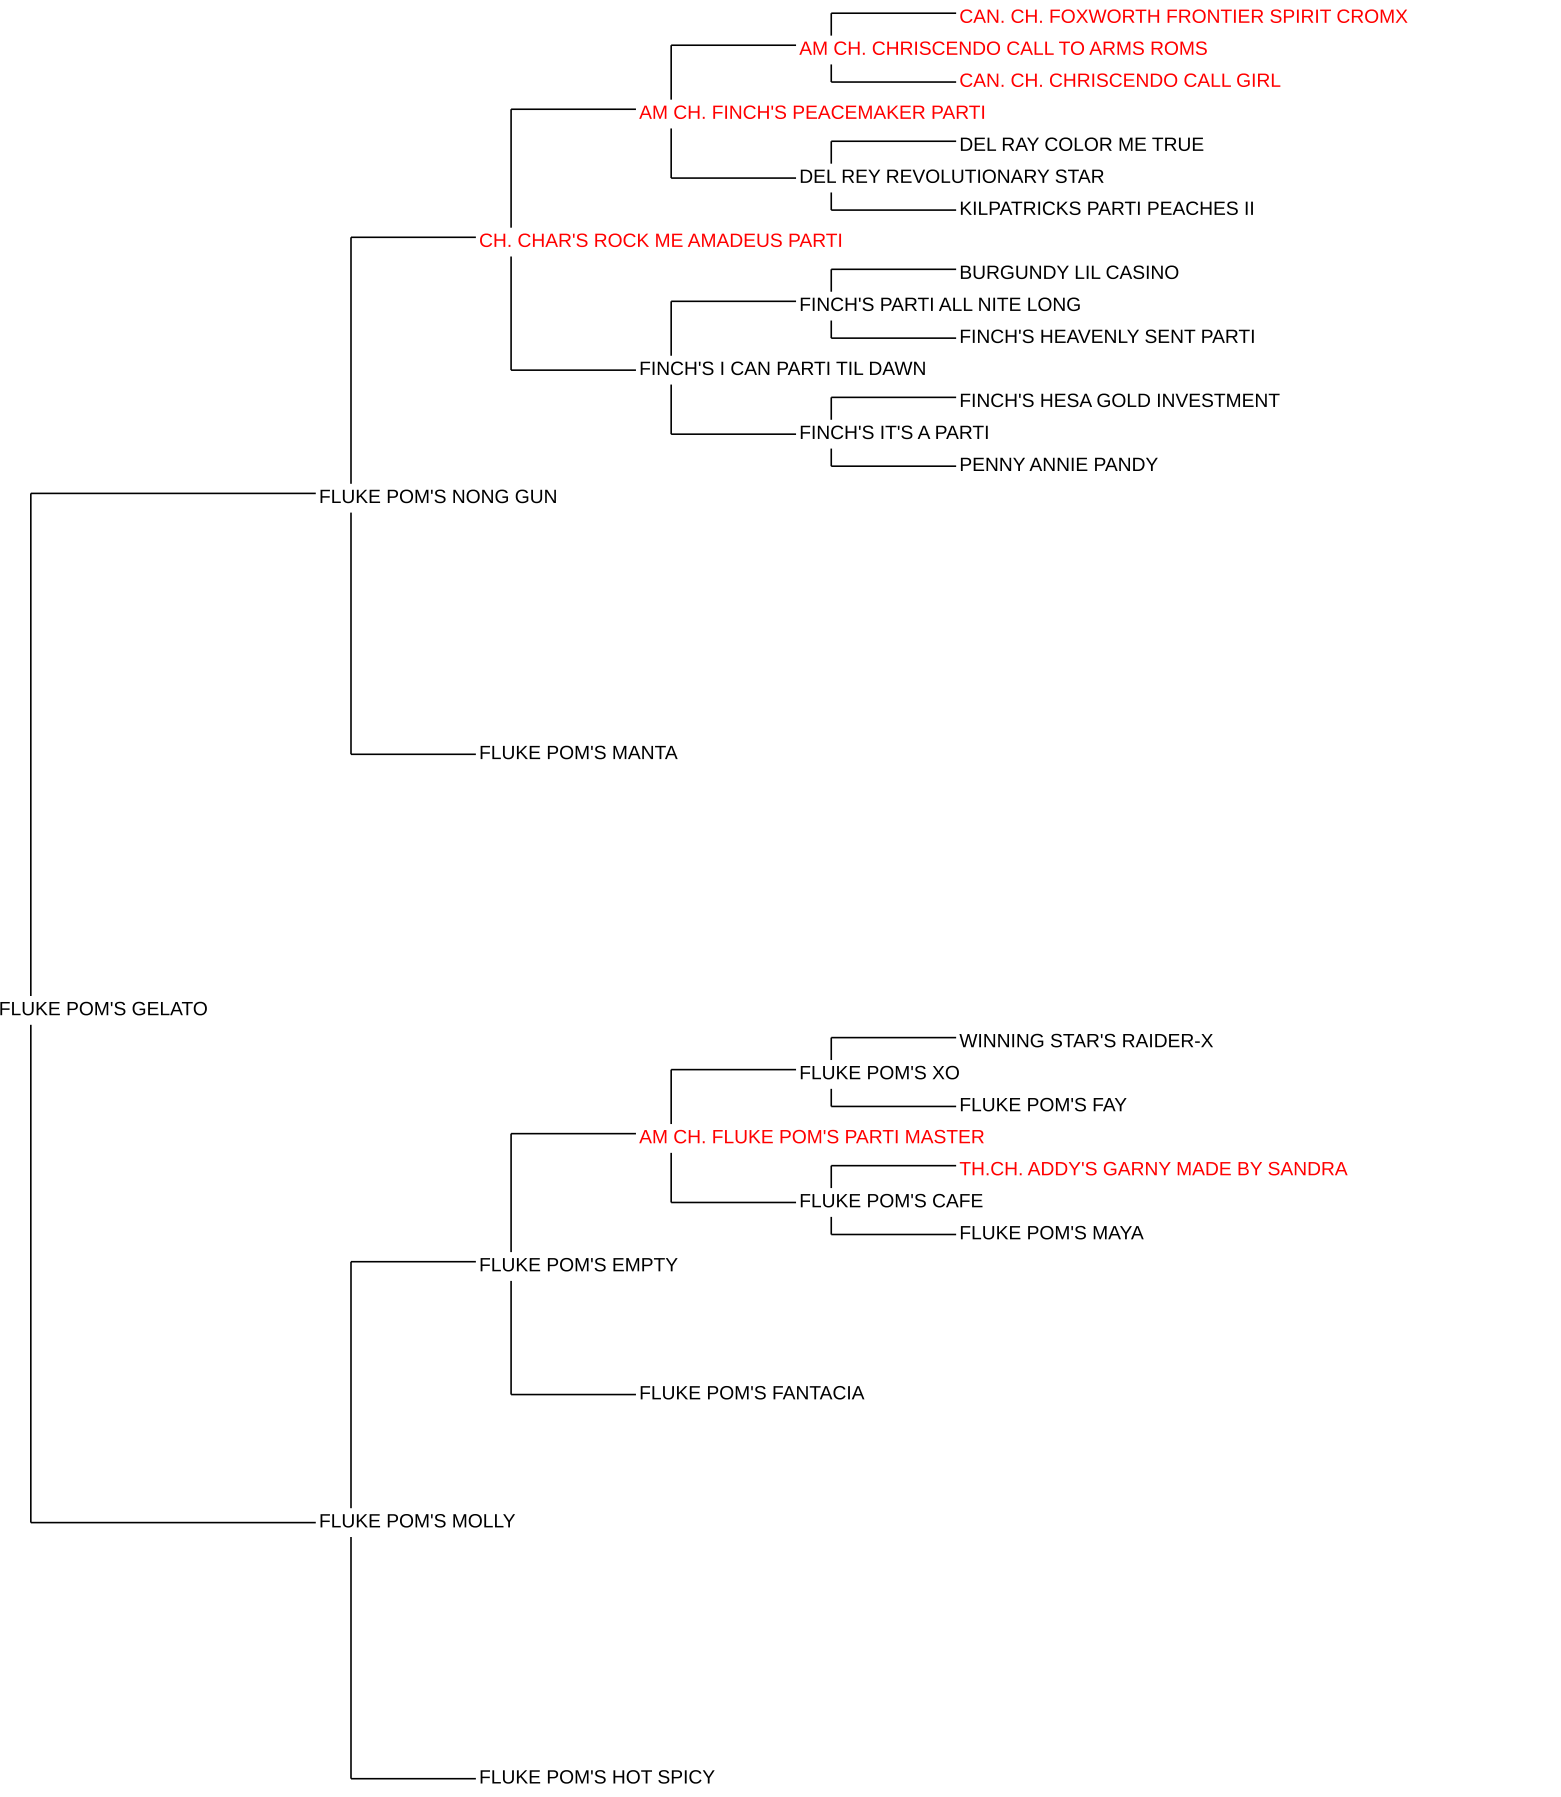 CAN. CH. FOXWORTH FRONTIER SPIRIT CROMX
AM CH. CHRISCENDO CALL TO ARMS ROMS
CAN. CH. CHRISCENDO CALL GIRL
AM CH. FINCH'S PEACEMAKER PARTI
DEL RAY COLOR ME TRUE
DEL REY REVOLUTIONARY STAR
KILPATRICKS PARTI PEACHES II
CH. CHAR'S ROCK ME AMADEUS PARTI
BURGUNDY LIL CASINO
FINCH'S PARTI ALL NITE LONG
FINCH'S HEAVENLY SENT PARTI
FINCH'S I CAN PARTI TIL DAWN
FINCH'S HESA GOLD INVESTMENT
FINCH'S IT'S A PARTI
PENNY ANNIE PANDY
FLUKE POM'S NONG GUN
FLUKE POM'S MANTA
FLUKE POM'S GELATO
WINNING STAR'S RAIDER-X
FLUKE POM'S XO
FLUKE POM'S FAY
AM CH. FLUKE POM'S PARTI MASTER
TH.CH. ADDY'S GARNY MADE BY SANDRA
FLUKE POM'S CAFE
FLUKE POM'S MAYA
FLUKE POM'S EMPTY
FLUKE POM'S FANTACIA
FLUKE POM'S MOLLY
FLUKE POM'S HOT SPICY